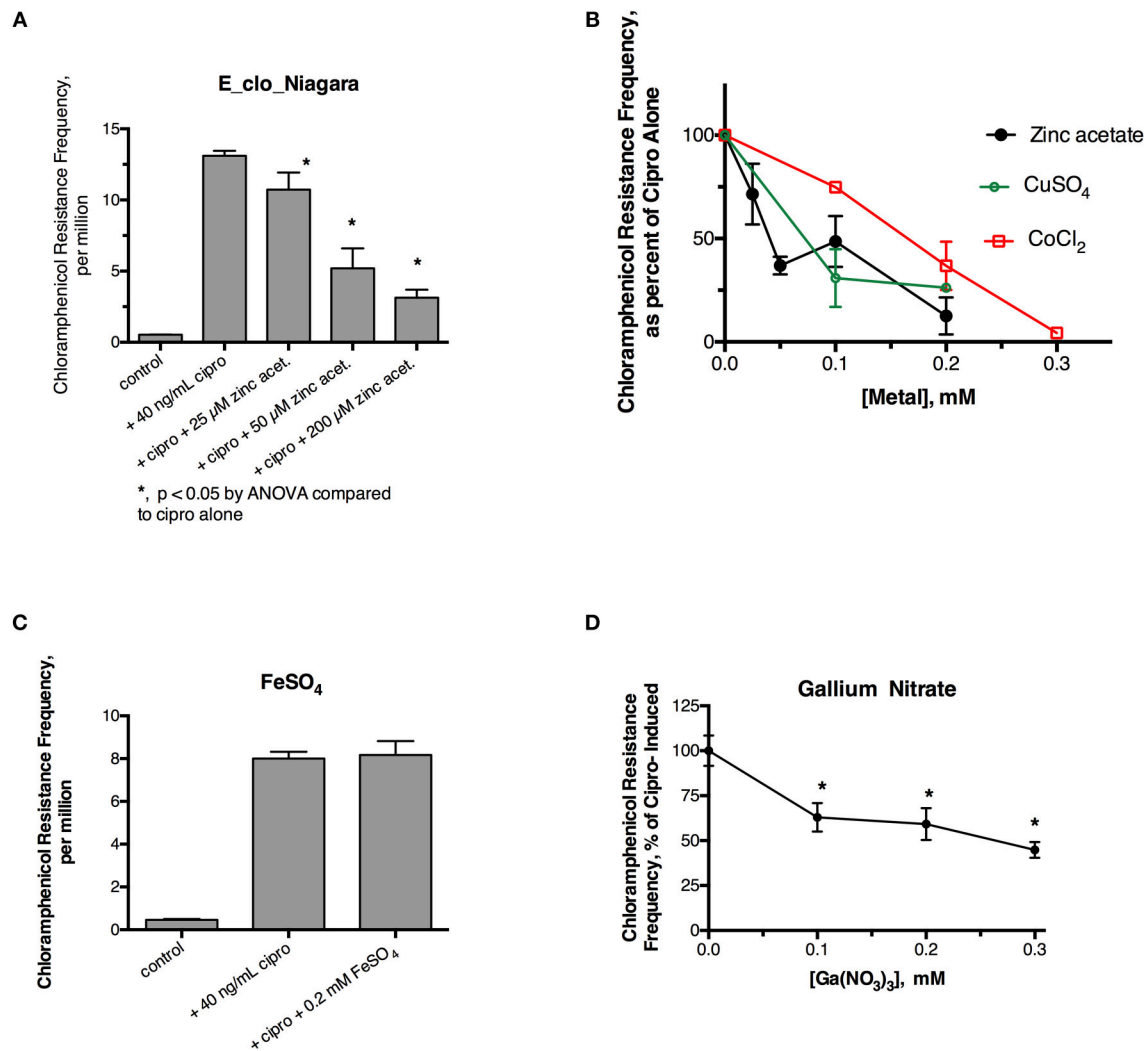 A
E_clo_Niagara
Chloramphenicol Resistance Frequency,
per million
15
10
5
0
*
*
*
control
+ 40 ng/mL cipro
+ cipro + 25 µM zinc acet.
+ cipro + 50 µM zinc acet.
+ cipro + 200 µM zinc acet.
*, p < 0.05 by ANOVA compared
to cipro alone
B
Chloramphenicol Resistance Frequency,
as percent of Cipro Alone
100
50
0
0.0
0.1
0.2
0.3
[Metal], mM
Zinc acetate
CuSO4
CoCl2
C
FeSO4
Chloramphenicol Resistance Frequency,
per million
10
8
6
4
2
0
control
+ 40 ng/mL cipro
+ cipro + 0.2 mM FeSO4
D
Gallium Nitrate
Chloramphenicol Resistance
Frequency, % of Cipro- Induced
125
100
75
50
25
0
*
*
*
0.0
0.1
0.2
0.3
[Ga(NO3)3], mM